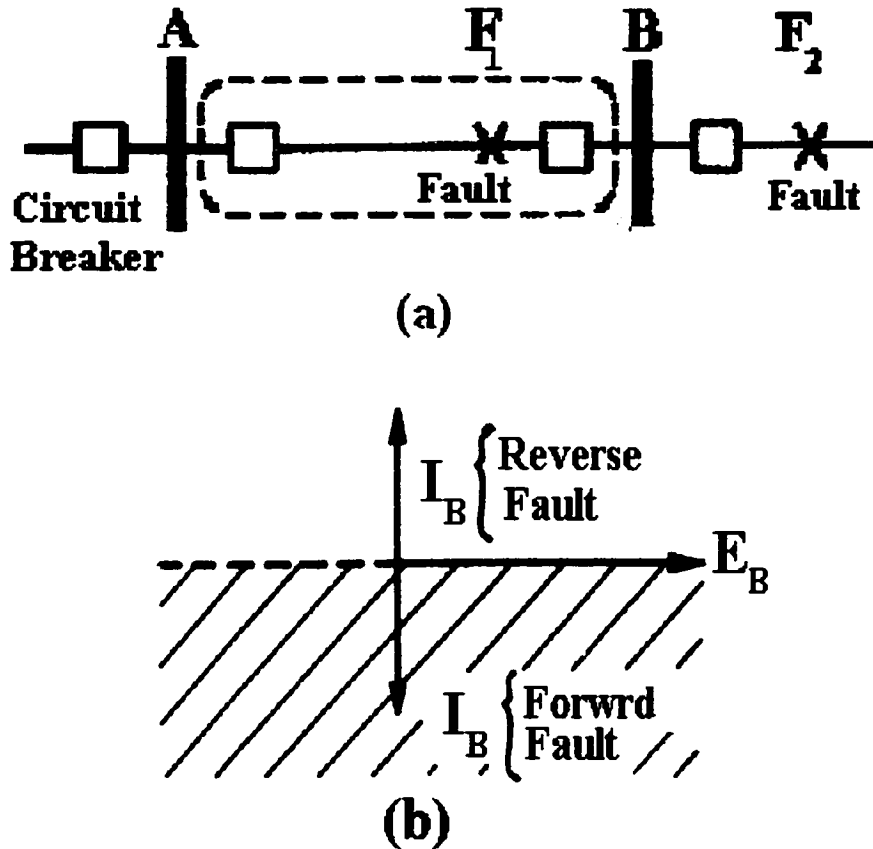 A F1 B F2
Fault Fault
Circuit
Breaker
(a)
IB { Reverse
Fault
EB
IB { Forwrd
Fault
(b)